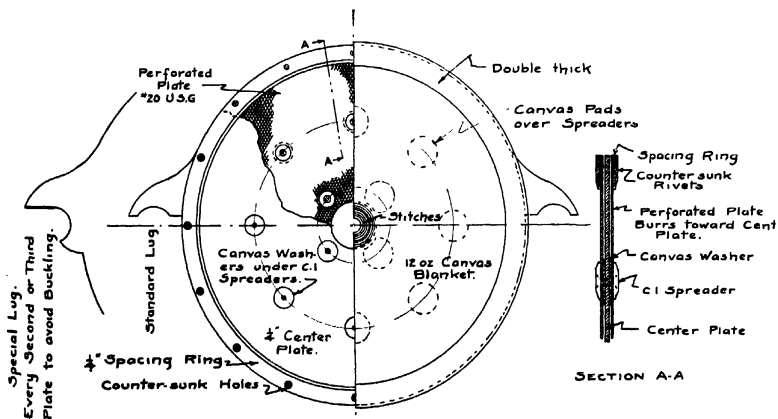 A
Perforated
Plate
#20 U.S.G
A
Double thick
Canvas Pads
over Spreaders
Stitches
Canvas Wash-
ers under C.I
Spreaders.
12 oz Canvas
Blanket.
1/4" Center
Plate.
1/4" Spacing Ring
Counter-sunk Holes
Standard Lug.
Special Lug.
Every Second or Third
Plate to avoid Buckling.
Spacing Ring
Countersunk
Rivets
Perforated Plate
Burrs toward Cent
Plate.
Canvas Washer
C.I Spreader
Center Plate
SECTION A-A